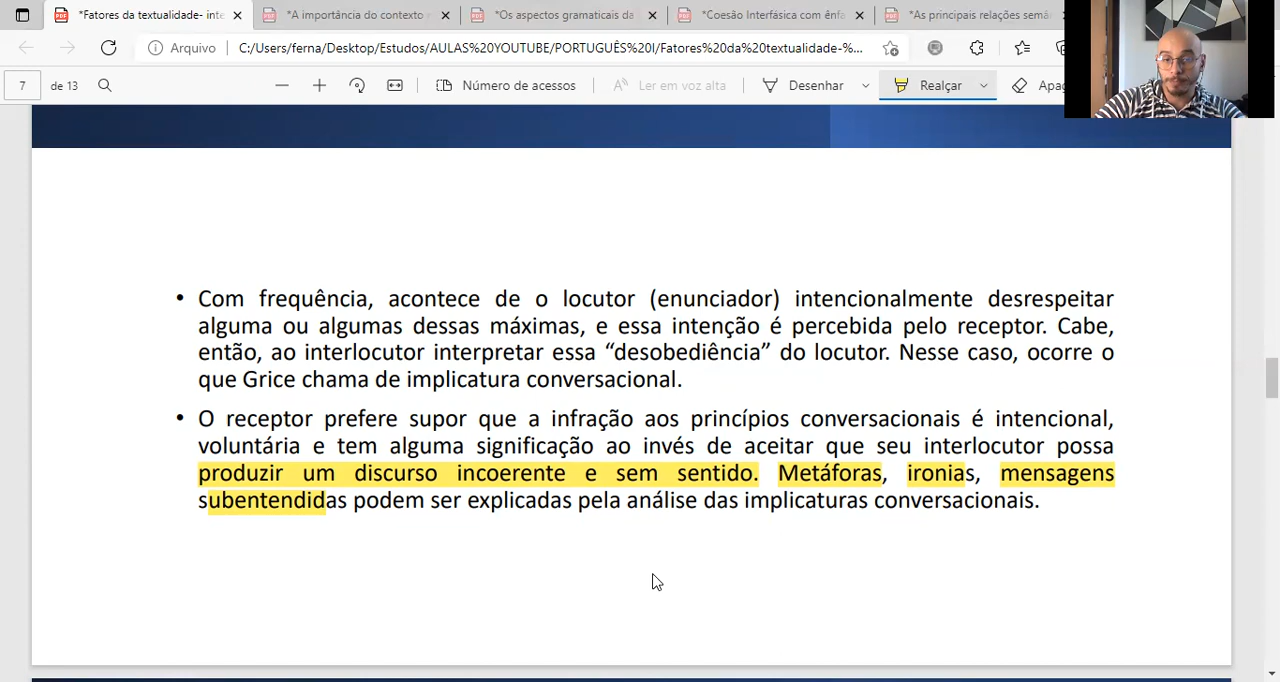 *Fatores da textualidade- inte
*A importância do contexto
*Os aspectos gramaticais da
*Coesão Interfásica com ênfa
*As principais relações semâ
Arquivo
C:/Users/ferna/Desktop/Estudos/AULAS%20YOUTUBE/PORTUGUÊS%20I/Fatores%20da%20textualidade-%...
7 de 13
Número de acessos
Ler em voz alta
Desenhar
Realçar
Apag
• Com frequência, acontece de o locutor (enunciador) intencionalmente desrespeitar
alguma ou algumas dessas máximas, e essa intenção é percebida pelo receptor. Cabe,
então, ao interlocutor interpretar essa “desobediência” do locutor. Nesse caso, ocorre o
que Grice chama de implicatura conversacional.
• O receptor prefere supor que a infração aos princípios conversacionais é intencional,
voluntária e tem alguma significação ao invés de aceitar que seu interlocutor possa
produzir um discurso incoerente e sem sentido. Metáforas, ironias, mensagens
subentendidas podem ser explicadas pela análise das implicaturas conversacionais.